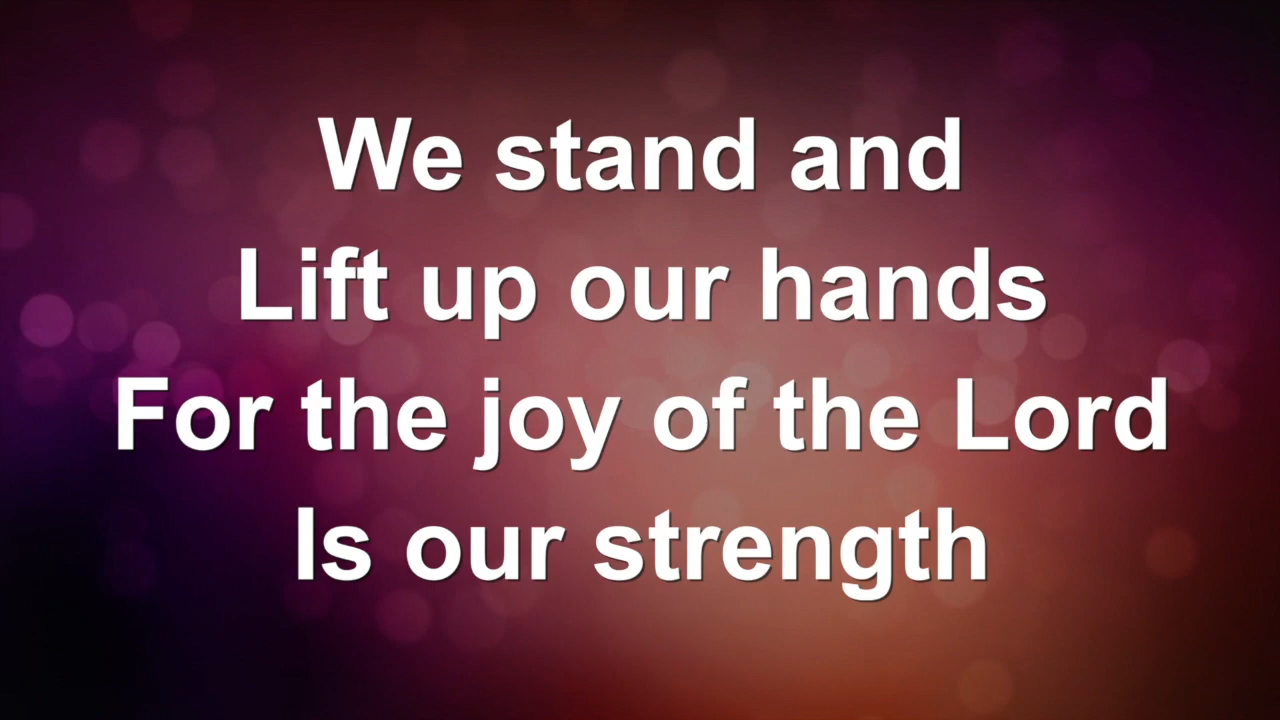 We stand and
Lift up our hands
For the joy of the Lord
Is our strength